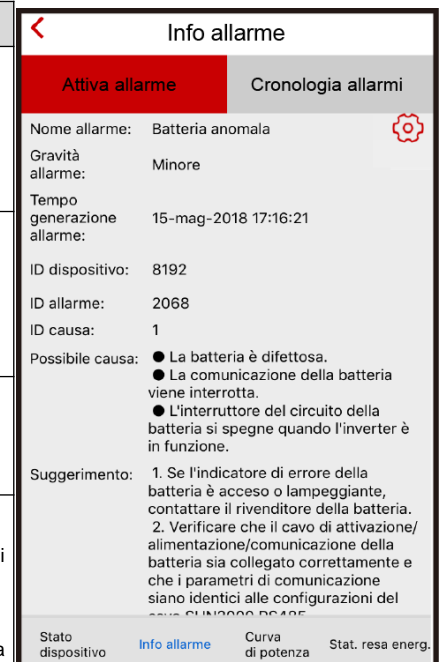 Info allarme
Attiva allarme
Cronologia allarmi
Nome allarme: Batteria anomala
Gravità
allarme: Minore
Tempo
generazione
allarme: 15-mag-2018 17:16:21
ID dispositivo: 8192
ID allarme: 2068
ID causa: 1
Possibile causa: ● La batteria è difettosa.
● La comunicazione della batteria
viene interrotta.
● L'interruttore del circuito della
batteria si spegne quando l'inverter è
in funzione.
Suggerimento: 1. Se l'indicatore di errore della
batteria è acceso o lampeggiante,
contattare il rivenditore della batteria.
2. Verificare che il cavo di attivazione/
alimentazione/comunicazione della
batteria sia collegato correttamente e
che i parametri di comunicazione
siano identici alle configurazioni del
cavo SUN2000 RS485
Stato
dispositivo
Info allarme
Curva
di potenza
Stat. resa energ.
i
a